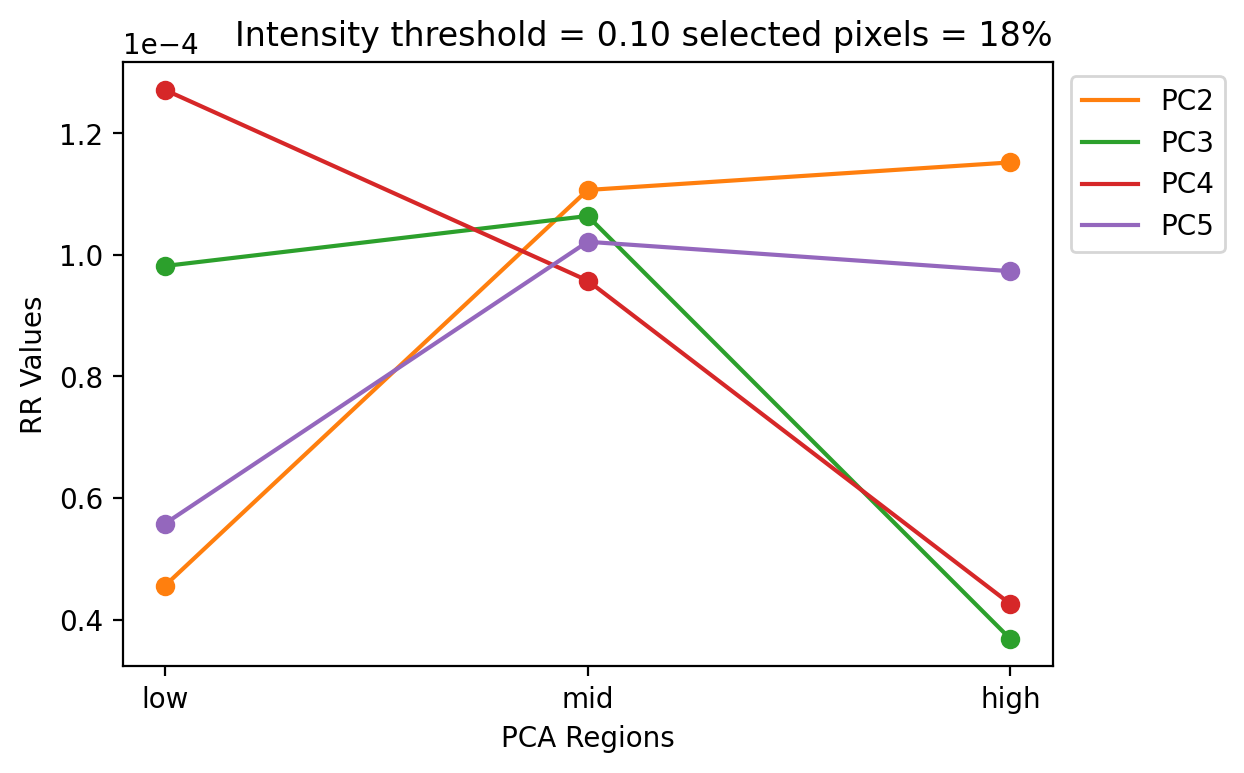 1e−4
Intensity threshold = 0.10 selected pixels = 18%
PC2
PC3
PC4
PC5
1.2
1.0
0.8
0.6
0.4
RR Values
low
mid
high
PCA Regions